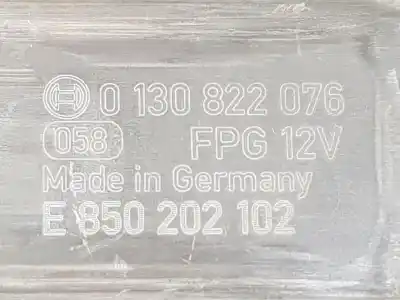 0 130 822 076
058 FPG 12V
Made in Germany
E 850 202 102